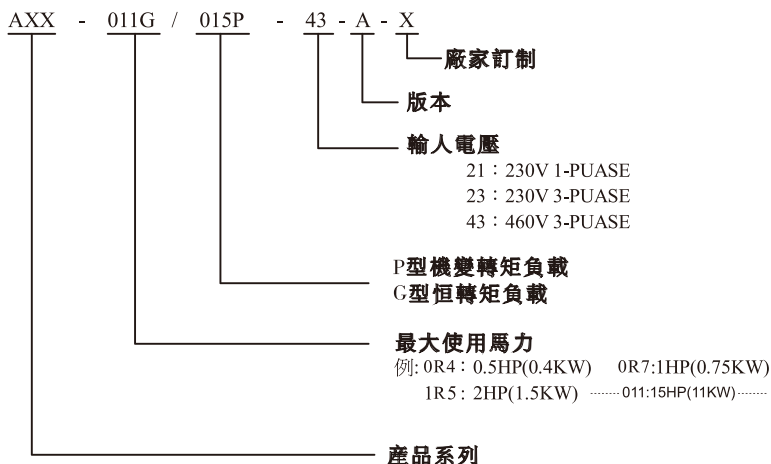 AXX - 011G / 015P - 43 - A - X
廠家訂制
版本
輸人電壓
21：230V 1-PUASE
23：230V 3-PUASE
43：460V 3-PUASE
P型機變轉矩負載
G型恒轉矩負載
最大使用馬力
例: 0R4：0.5HP(0.4KW) 0R7:1HP(0.75KW)
1R5：2HP(1.5KW) ········ 011:15HP(11KW) ········
産品系列